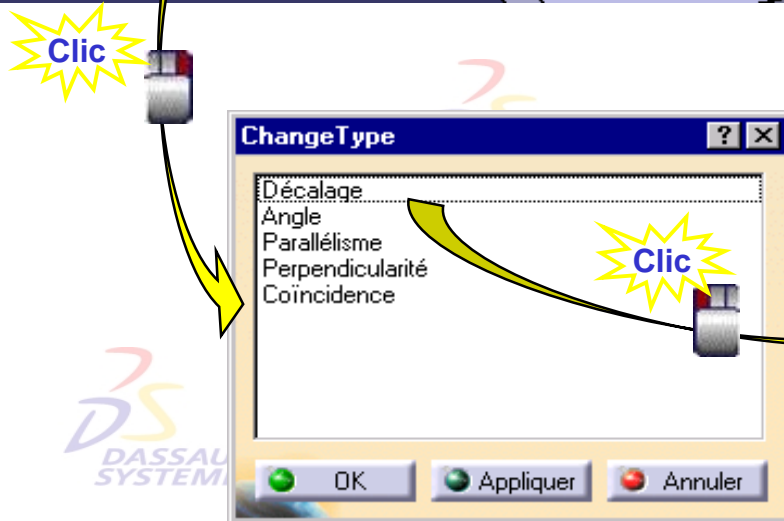 Clic
ChangeType
Décalage
Angle
Parallélisme
Perpendicularité
Coïncidence
Clic
DASSAU
SYSTEM
OK
Appliquer
Annuler